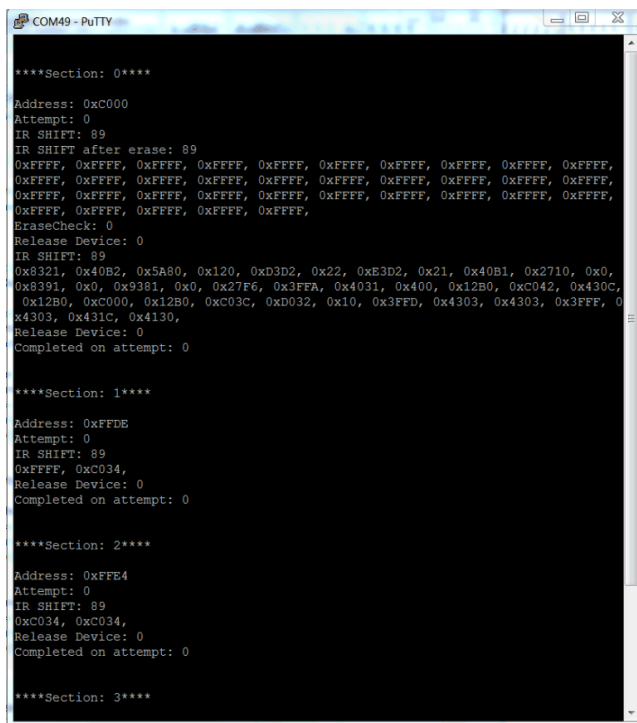 COM49 - PuTTY
****Section: 0****
Address: 0xC000
Attempt: 0
IR SHIFT: 89
IR SHIFT after erase: 89
0xFFFF, 0xFFFF, 0xFFFF, 0xFFFF, 0xFFFF, 0xFFFF, 0xFFFF, 0xFFFF, 0xFFFF, 0xFFFF,
0xFFFF, 0xFFFF, 0xFFFF, 0xFFFF, 0xFFFF, 0xFFFF, 0xFFFF, 0xFFFF, 0xFFFF, 0xFFFF,
0xFFFF, 0xFFFF, 0xFFFF, 0xFFFF, 0xFFFF, 0xFFFF, 0xFFFF, 0xFFFF, 0xFFFF, 0xFFFF,
0xFFFF, 0xFFFF, 0xFFFF, 0xFFFF, 0xFFFF,
EraseCheck: 0
Release Device: 0
IR SHIFT: 89
0x8321, 0x40B2, 0x5A80, 0x120, 0xD3D2, 0x22, 0xE3D2, 0x21, 0x40B1, 0x2710, 0x0,
0x8391, 0x0, 0x9381, 0x0, 0x27F6, 0x3FFA, 0x4031, 0x400, 0x12B0, 0xC042, 0x430C,
0x12B0, 0xC000, 0x12B0, 0xC03C, 0xD032, 0x10, 0x3FFD, 0x4303, 0x4303, 0x3FFF, 0
x4303, 0x431C, 0x4130,
Release Device: 0
Completed on attempt: 0
****Section: 1****
Address: 0xFFDE
Attempt: 0
IR SHIFT: 89
0xFFFF, 0xC034,
Release Device: 0
Completed on attempt: 0
****Section: 2****
Address: 0xFFE4
Attempt: 0
IR SHIFT: 89
0xC034, 0xC034,
Release Device: 0
Completed on attempt: 0
****Section: 3****